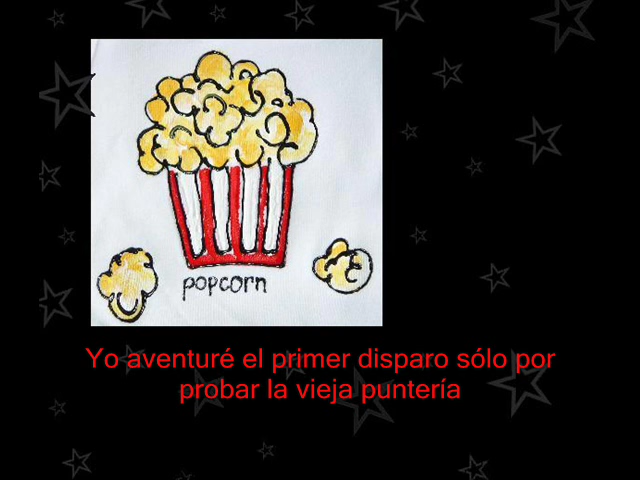 popcorn
Yo aventuré el primer disparo sólo por
probar la vieja puntería